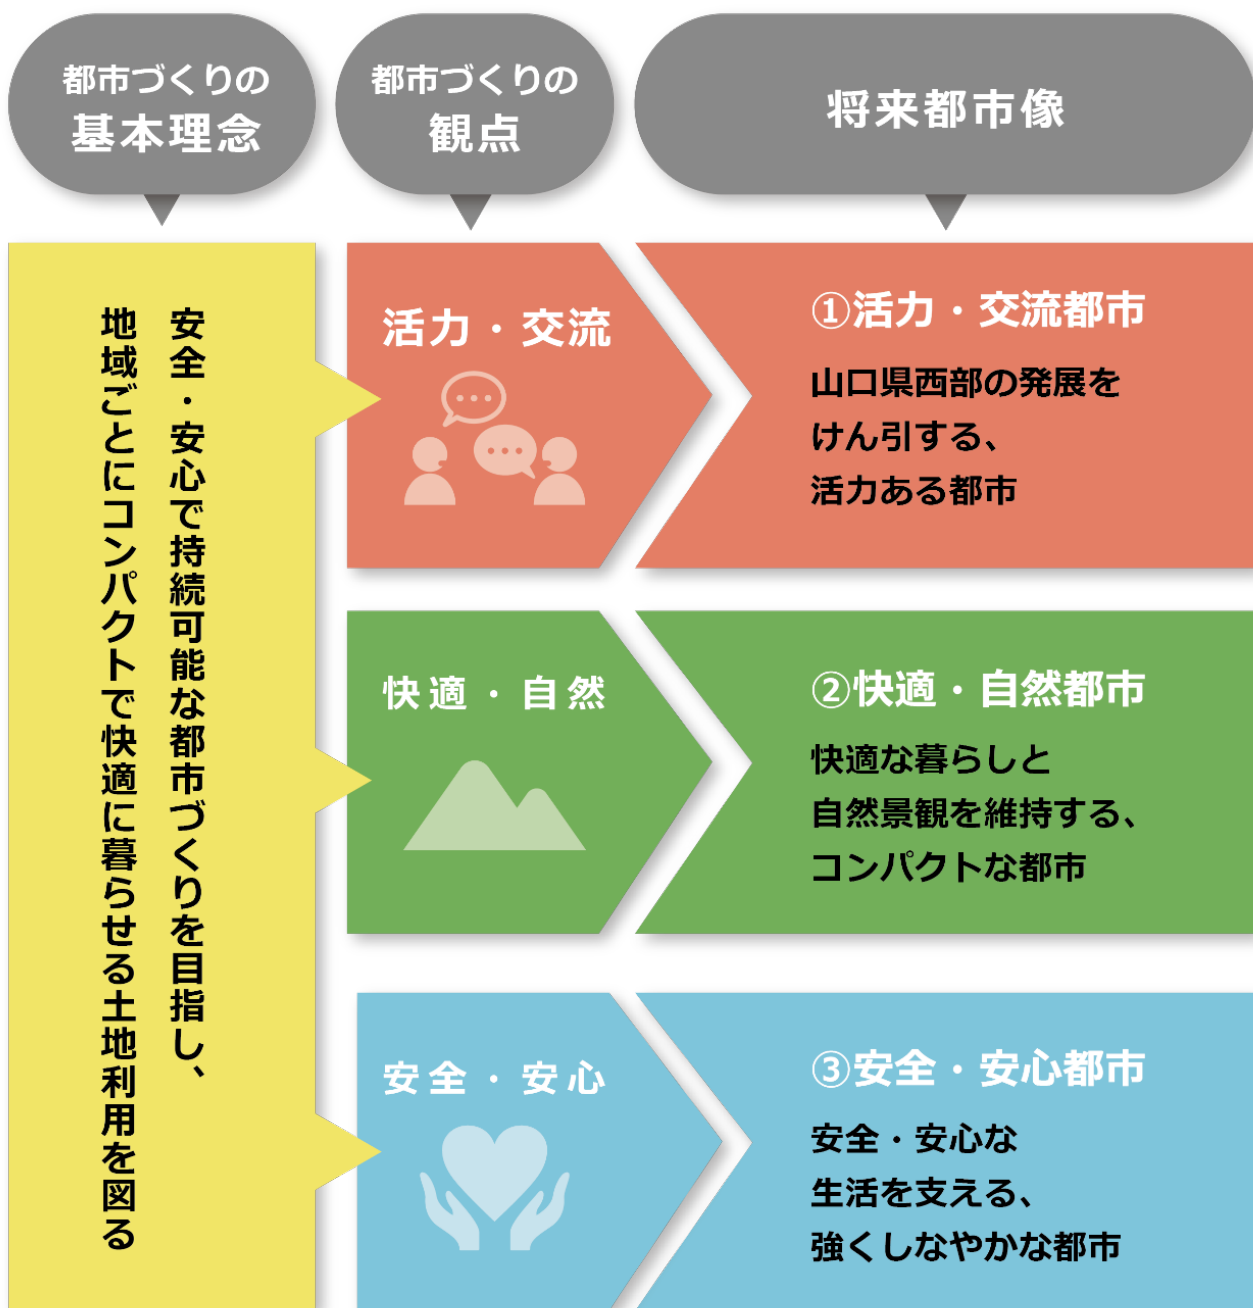 都市づくりの
基本理念
都市づくりの
観点
将来都市像
安全・安心で持続可能な都市づくりを目指し、
地域ごとにコンパクトで快適に暮らせる土地利用を図る
活力・交流
①活力・交流都市
山口県西部の発展を
けん引する、
活力ある都市
快適・自然
②快適・自然都市
快適な暮らしと
自然景観を維持する、
コンパクトな都市
安全・安心
③安全・安心都市
安全・安心な
生活を支える、
強くしなやかな都市